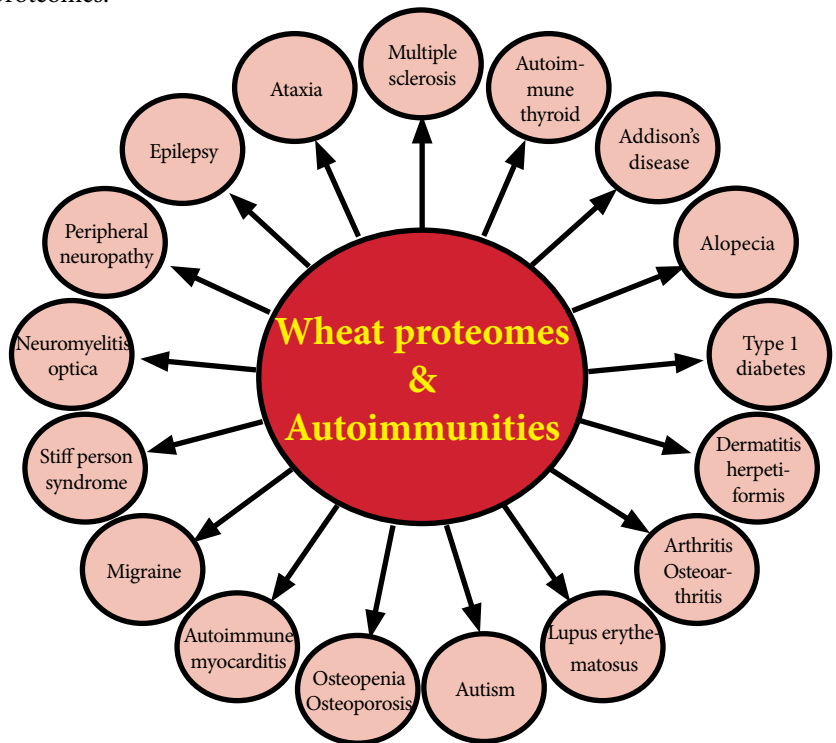 proteomes.
Multiple
sclerosis
Autoim-
mune
thyroid
Addison's
disease
Alopecia
Type 1
diabetes
Dermatitis
herpeti-
formis
Arthritis
Osteoar-
thritis
Lupus erythe-
matosus
Autism
Osteopenia
Osteoporosis
Autoimmune
myocarditis
Migraine
Stiff person
syndrome
Neuromyelitis
optica
Peripheral
neuropathy
Epilepsy
Ataxia
Wheat proteomes
&
Autoimmunities